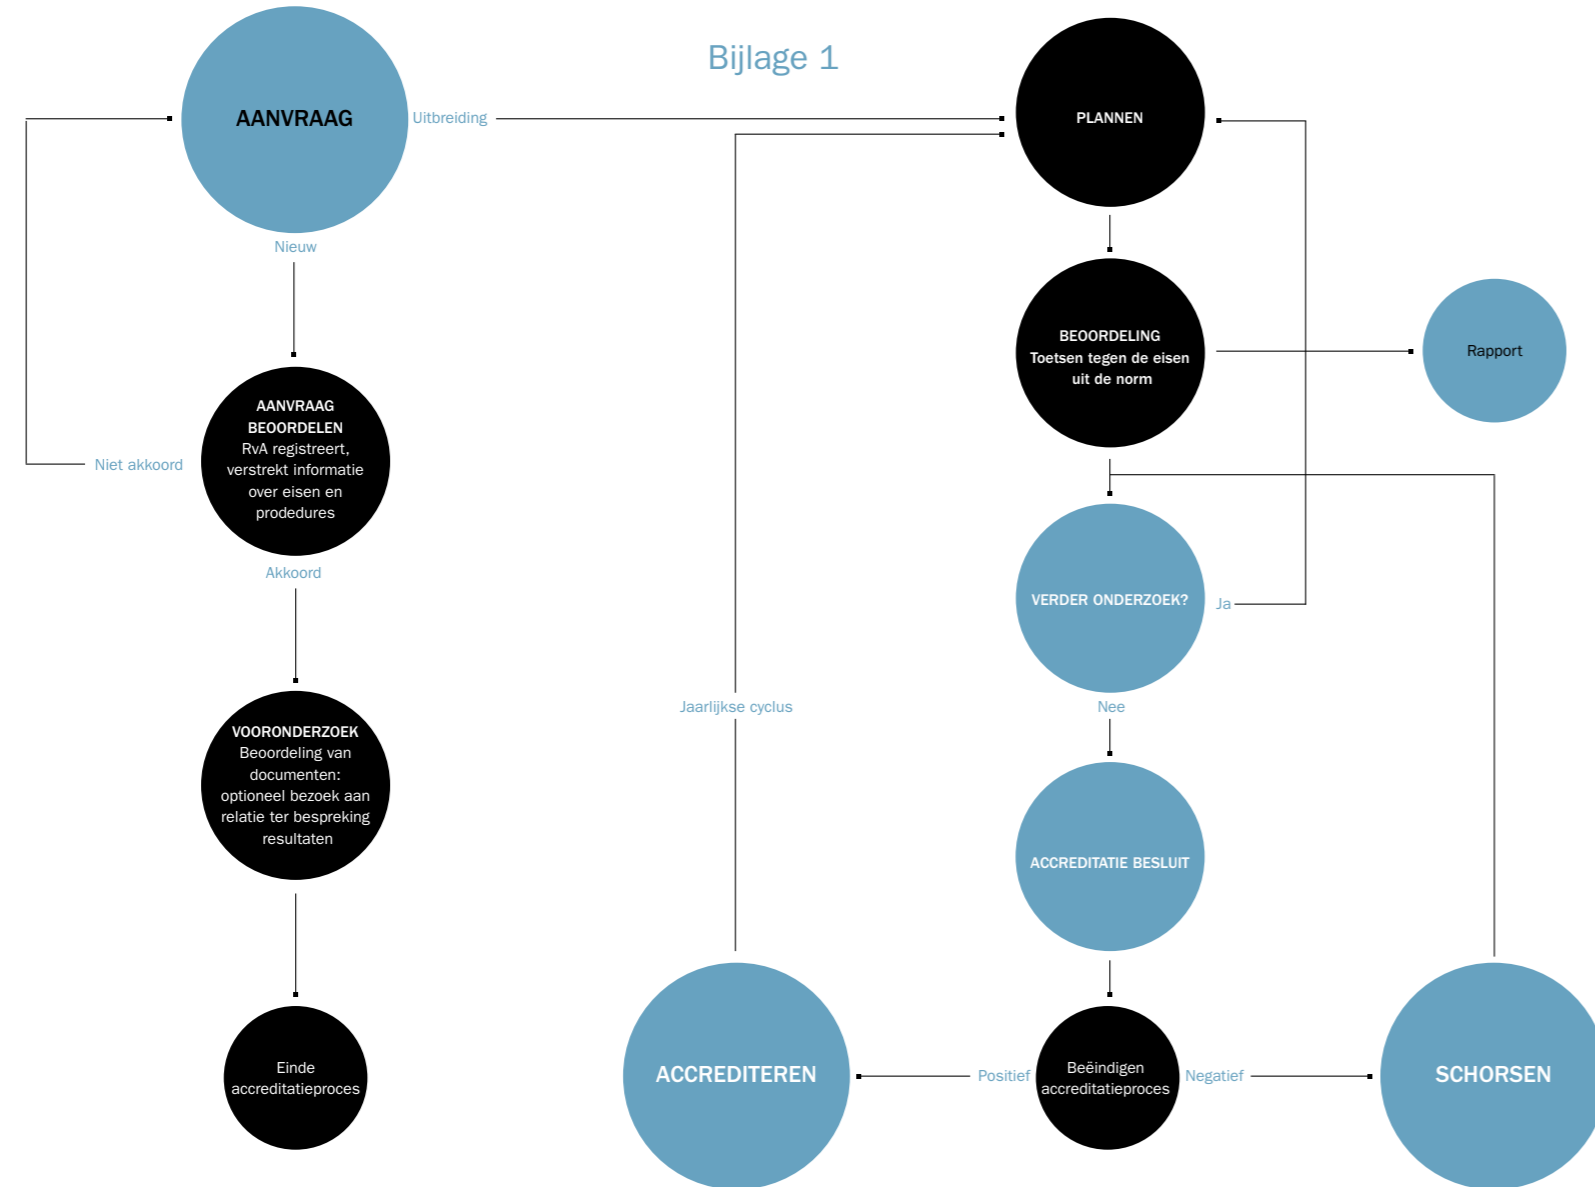 Bijlage 1
AANVRAAG
Uitbreiding
Nieuw
AANVRAAG
BEOORDELEN
RvA registreert,
verstrekt informatie
over eisen en
prodedures
Niet akkoord
Akkoord
VOORONDERZOEK
Beoordeling van
documenten:
optioneel bezoek aan
relatie ter bespreking
resultaten
Einde
accreditatieproces
PLANNEN
BEOORDELING
Toetsen tegen de eisen
uit de norm
Rapport
VERDER ONDERZOEK?
Ja
Nee
Jaarlijkse cyclus
ACCREDITATIE BESLUIT
ACCREDITEREN
Positief
Beëindigen
accreditatieproces
Negatief
SCHORSEN